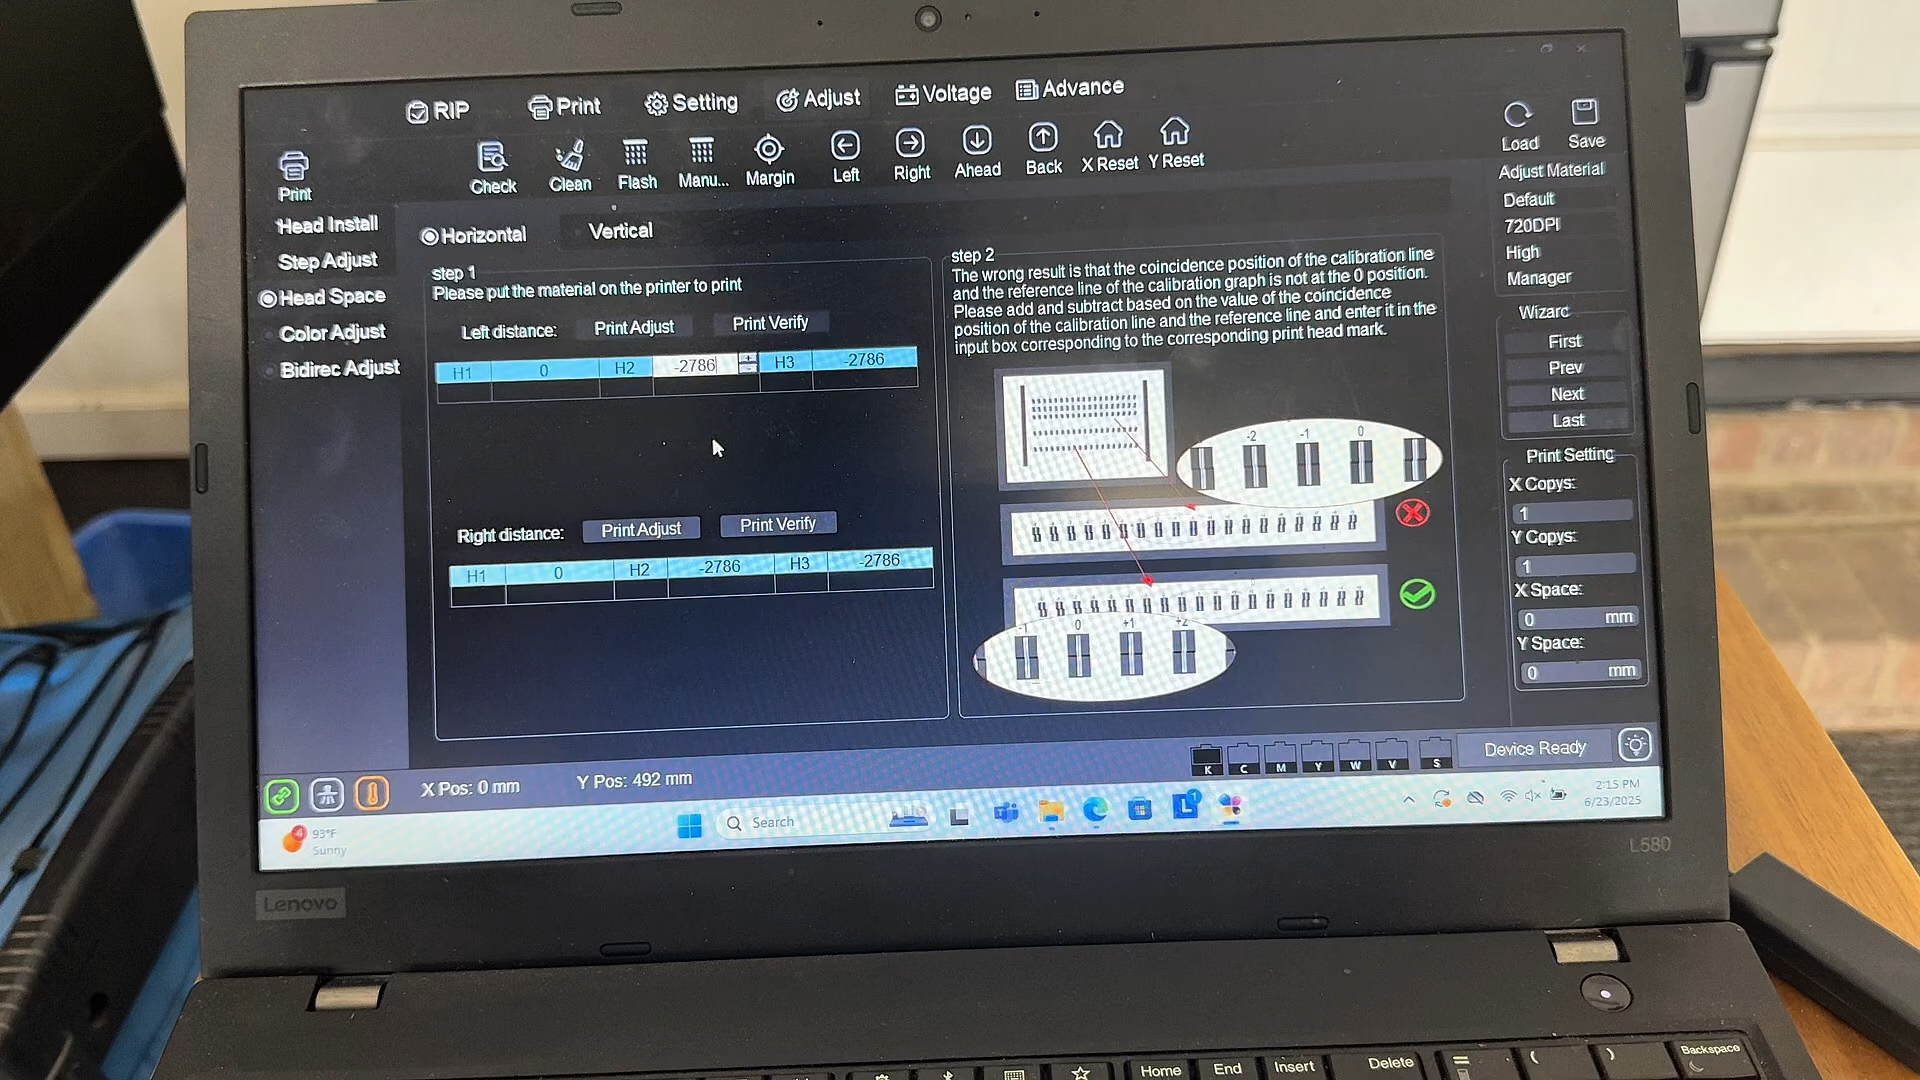 RIP Print Setting Adjust Voltage Advance
Print
Check Clean Flash Manu... Margin Left Right Ahead Back X Reset Y Reset
Load Save
Head Install
Step Adjust
Head Space
Color Adjust
Bidirec Adjust
Horizontal Vertical
step 1
Please put the material on the printer to print
Left distance: Print Adjust Print Verify
H1 0 H2 -2786 H3 -2786
Right distance: Print Adjust Print Verify
H1 0 H2 -2786 H3 -2786
step 2
The wrong result is that the coincidence position of the calibration line
and the reference line of the calibration graph is not at the 0 position.
Please add and subtract based on the value of the coincidence
position of the calibration line and the reference line and enter it in the
input box corresponding to the corresponding print head mark.
-2 -1 0
-1 0 +1 +2
Adjust Material
Default
720DPI
High
Manager
Wizard
First
Prev
Next
Last
Print Setting
X Copys:
1
Y Copys:
1
X Space:
0 mm
Y Space:
0 mm
X Pos: 0 mm Y Pos: 492 mm
K C M Y W V S
Device Ready
4
93°F
Sunny
Search
L 1
2:15 PM
6/23/2025
L580
Lenovo
Home End Insert Delete Backspace